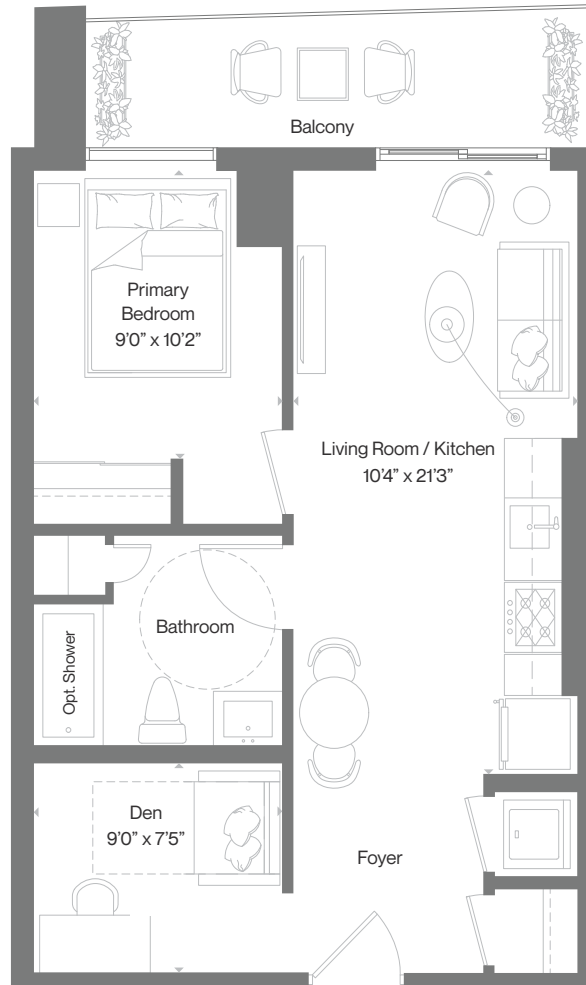 Balcony
Primary
Bedroom
9’0” x 10’2”
Living Room / Kitchen
10’4” x 21’3”
Bathroom
Opt. Shower
Den
9’0” x 7’5”
Foyer